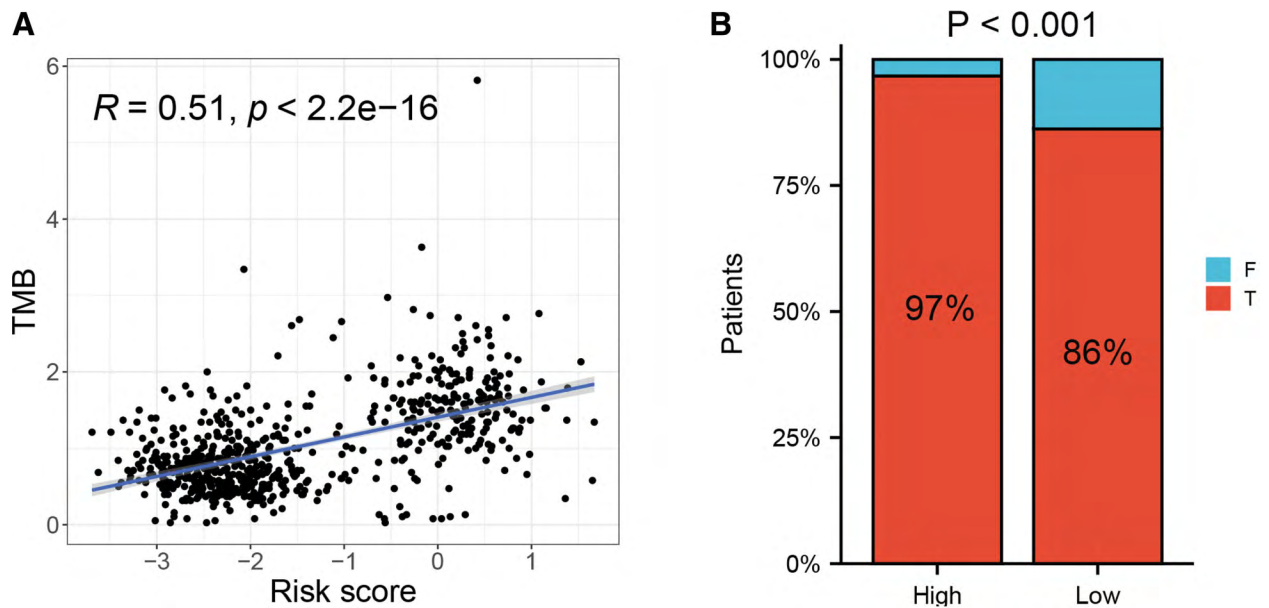 A
R = 0.51, p < 2.2e−16
TMB
6
4
2
0
−3
−2
−1
0
1
Risk score
B
P < 0.001
Patients
100%
75%
50%
25%
0%
97%
86%
High
Low
F
T